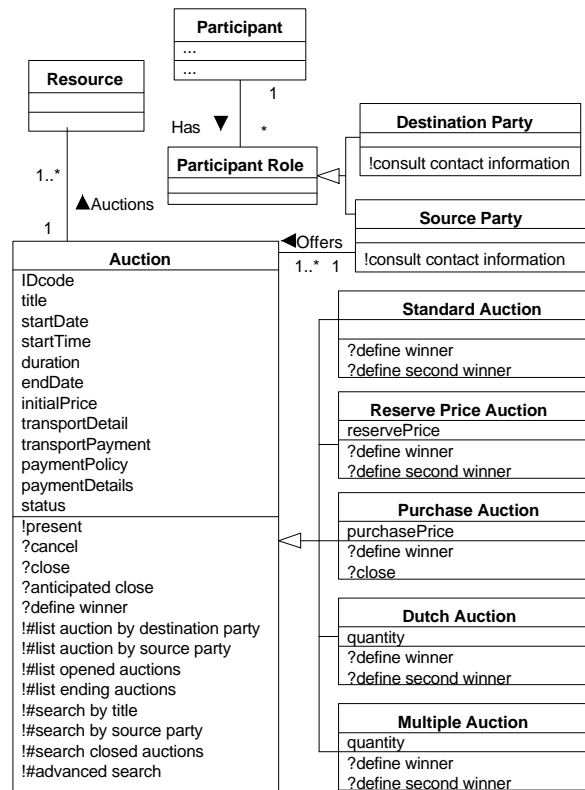 Participant
...
...
Resource
1
Has ▼
*
Destination Party
!consult contact information
Participant Role
1..*
▲Auctions
1
Source Party
!consult contact information
◀Offers
1..* 1
Auction
IDcode
title
startDate
startTime
duration
endDate
initialPrice
transportDetail
transportPayment
paymentPolicy
paymentDetails
status
!present
?cancel
?close
?anticipated close
?define winner
!#list auction by destination party
!#list auction by source party
!#list opened auctions
!#list ending auctions
!#search by title
!#search by source party
!#search closed auctions
!#advanced search
Standard Auction
?define winner
?define second winner
Reserve Price Auction
reservePrice
?define winner
?define second winner
Purchase Auction
purchasePrice
?define winner
?close
Dutch Auction
quantity
?define winner
?define second winner
Multiple Auction
quantity
?define winner
?define second winner